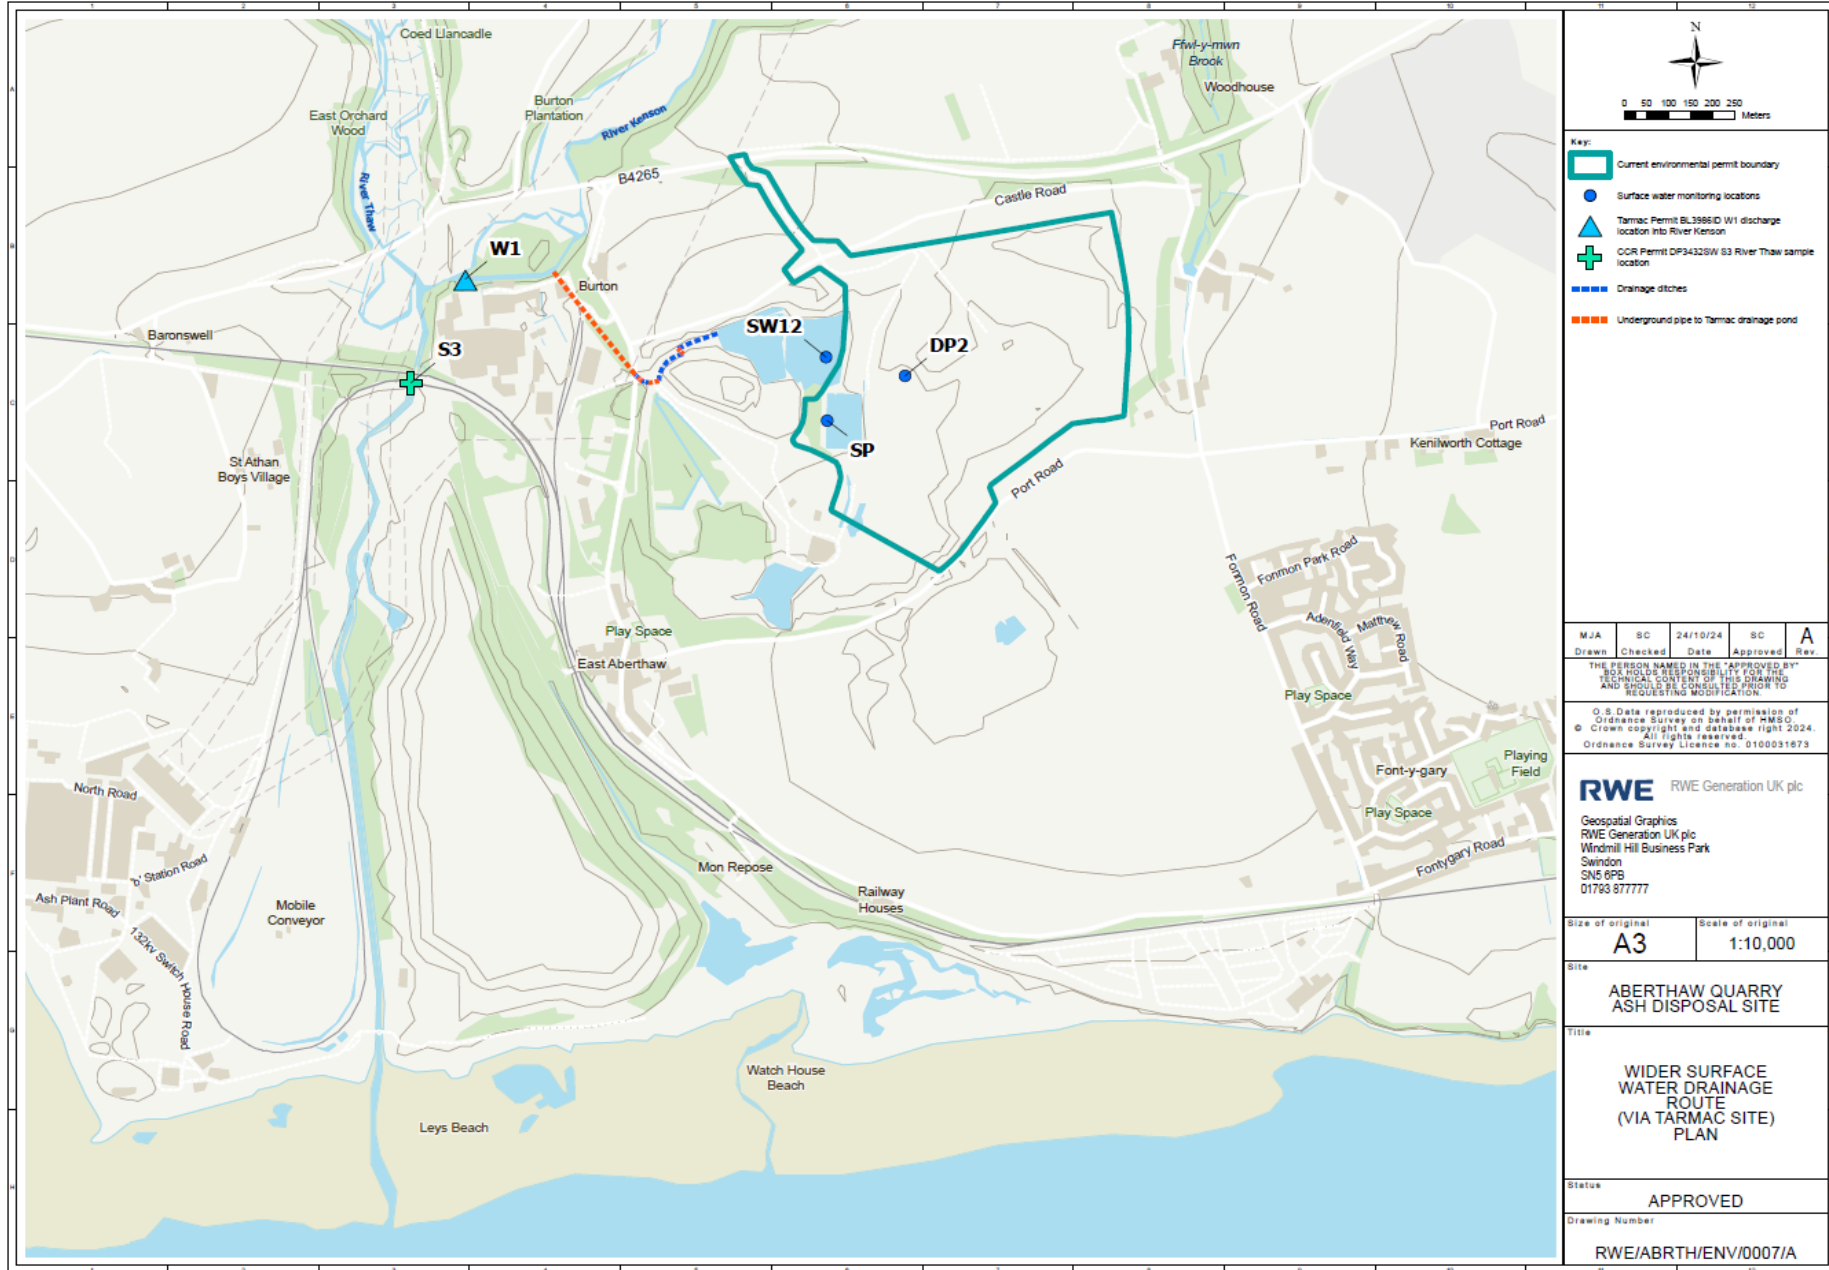 Coed Llancadle
Ffwl-y-mwn
Brook
Woodhouse
Burton
Plantation
East Orchard
Wood
River Kenson
River Thaw
B4265
Castle Road
W1
Burton
Baronswell
S3
SW12
DP2
SP
Port Road
Kenilworth Cottage
St Athan
Boys Village
Port Road
Fonmon Road
Fonmon Park Road
Adenfield Way
Matthew Road
Play Space
East Aberthaw
Play Space
Playing
Field
Font-y-gary
Play Space
Fontygary Road
North Road
'b' Station Road
Ash Plant Road
132kv Switch House Road
Mobile
Conveyor
Mon Repose
Railway
Houses
Watch House
Beach
Leys Beach
N
0 50 100 150 200 250
Meters
Key:
Current environmental permit boundary
Surface water monitoring locations
Tarmac Permit BL3986ID W1 discharge
location into River Kenson
CCR Permit DP3432SW S3 River Thaw sample
location
Drainage ditches
Underground pipe to Tarmac drainage pond
MJA SC 24/10/24 SC A
Drawn Checked Date Approved Rev.
THE PERSON NAMED IN THE "APPROVED BY"
BOX HOLDS RESPONSIBILITY FOR THE
TECHNICAL CONTENT OF THIS DRAWING
AND SHOULD BE CONSULTED PRIOR TO
REQUESTING MODIFICATION.
O.S.Data reproduced by permission of
Ordnance Survey on behalf of HMSO.
© Crown copyright and database right 2024.
All rights reserved.
Ordnance Survey Licence no. 0100031673
RWE RWE Generation UK plc
Geospatial Graphics
RWE Generation UK plc
Windmill Hill Business Park
Swindon
SN5 6PB
01793 877777
Size of original
A3
Scale of original
1:10,000
Site
ABERTHAW QUARRY
ASH DISPOSAL SITE
Title
WIDER SURFACE
WATER DRAINAGE
ROUTE
(VIA TARMAC SITE)
PLAN
Status
APPROVED
Drawing Number
RWE/ABRTH/ENV/0007/A